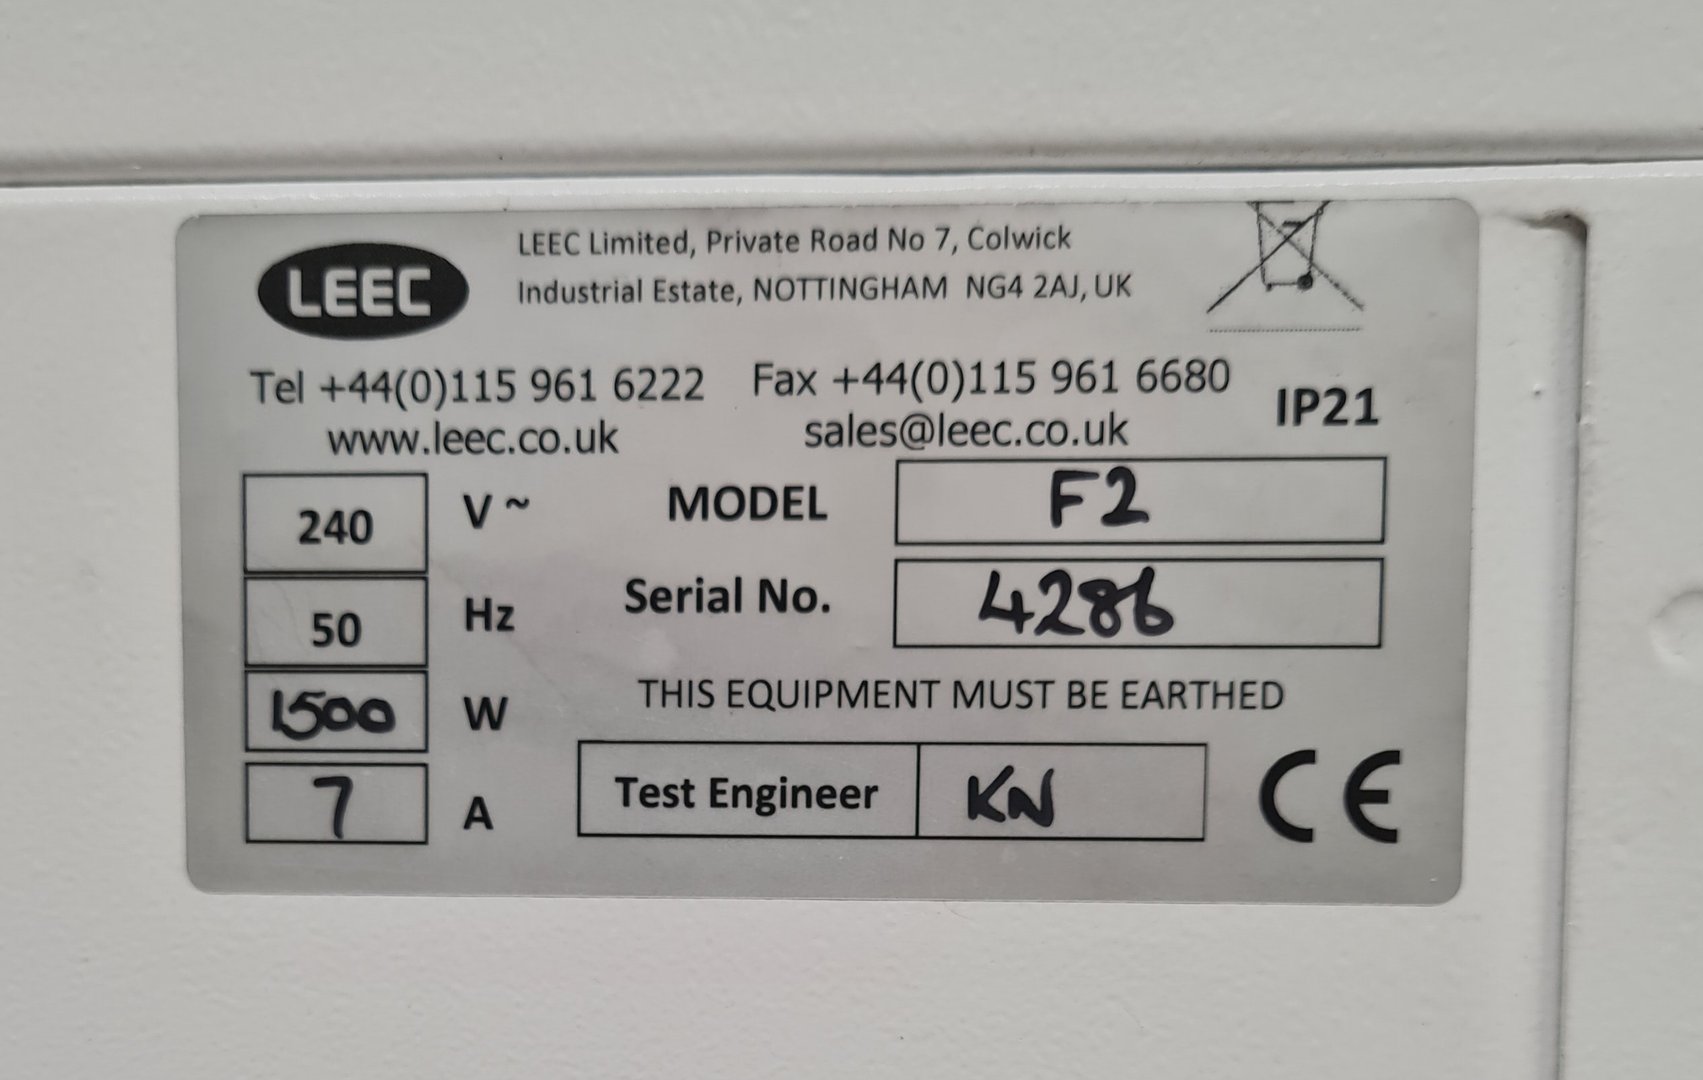 LEEC
LEEC Limited, Private Road No 7, Colwick
Industrial Estate, NOTTINGHAM NG4 2AJ, UK
Tel +44(0)115 961 6222 Fax +44(0)115 961 6680
www.leec.co.uk sales@leec.co.uk
IP21
240 V ~
50 Hz
1500 W
7 A
MODEL F2
Serial No. 4286
THIS EQUIPMENT MUST BE EARTHED
Test Engineer KN
CE